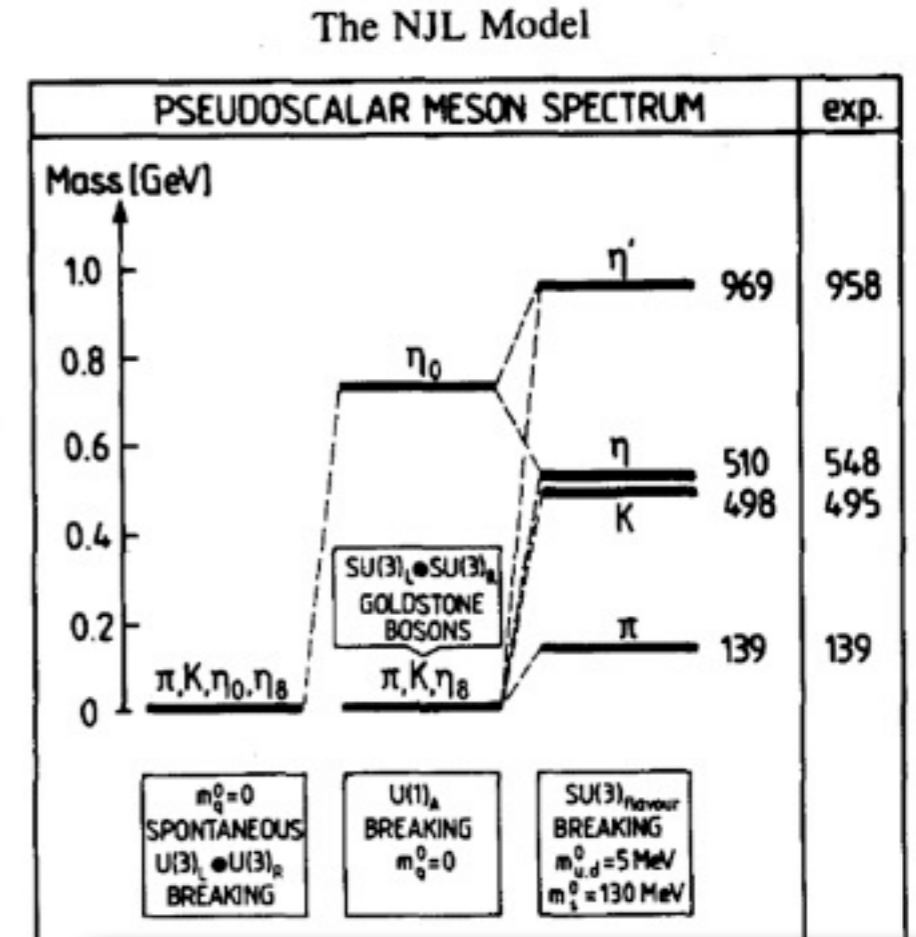 The NJL Model
PSEUDOSCALAR MESON SPECTRUM exp.
Mass [GeV]
1.0
0.8
0.6
0.4
0.2
0
η′
969 958
η₀
η
510 548
K
498 495
SU(3)L⊗SU(3)R
GOLDSTONE
BOSONS
π
139 139
π,K,η₀,η₈
π,K,η₈
m⁰q=0
SPONTANEOUS
U(3)L⊗U(3)R
BREAKING
U(1)A
BREAKING
m⁰q=0
SU(3)flavour
BREAKING
m⁰u,d=5 MeV
m⁰s=130 MeV